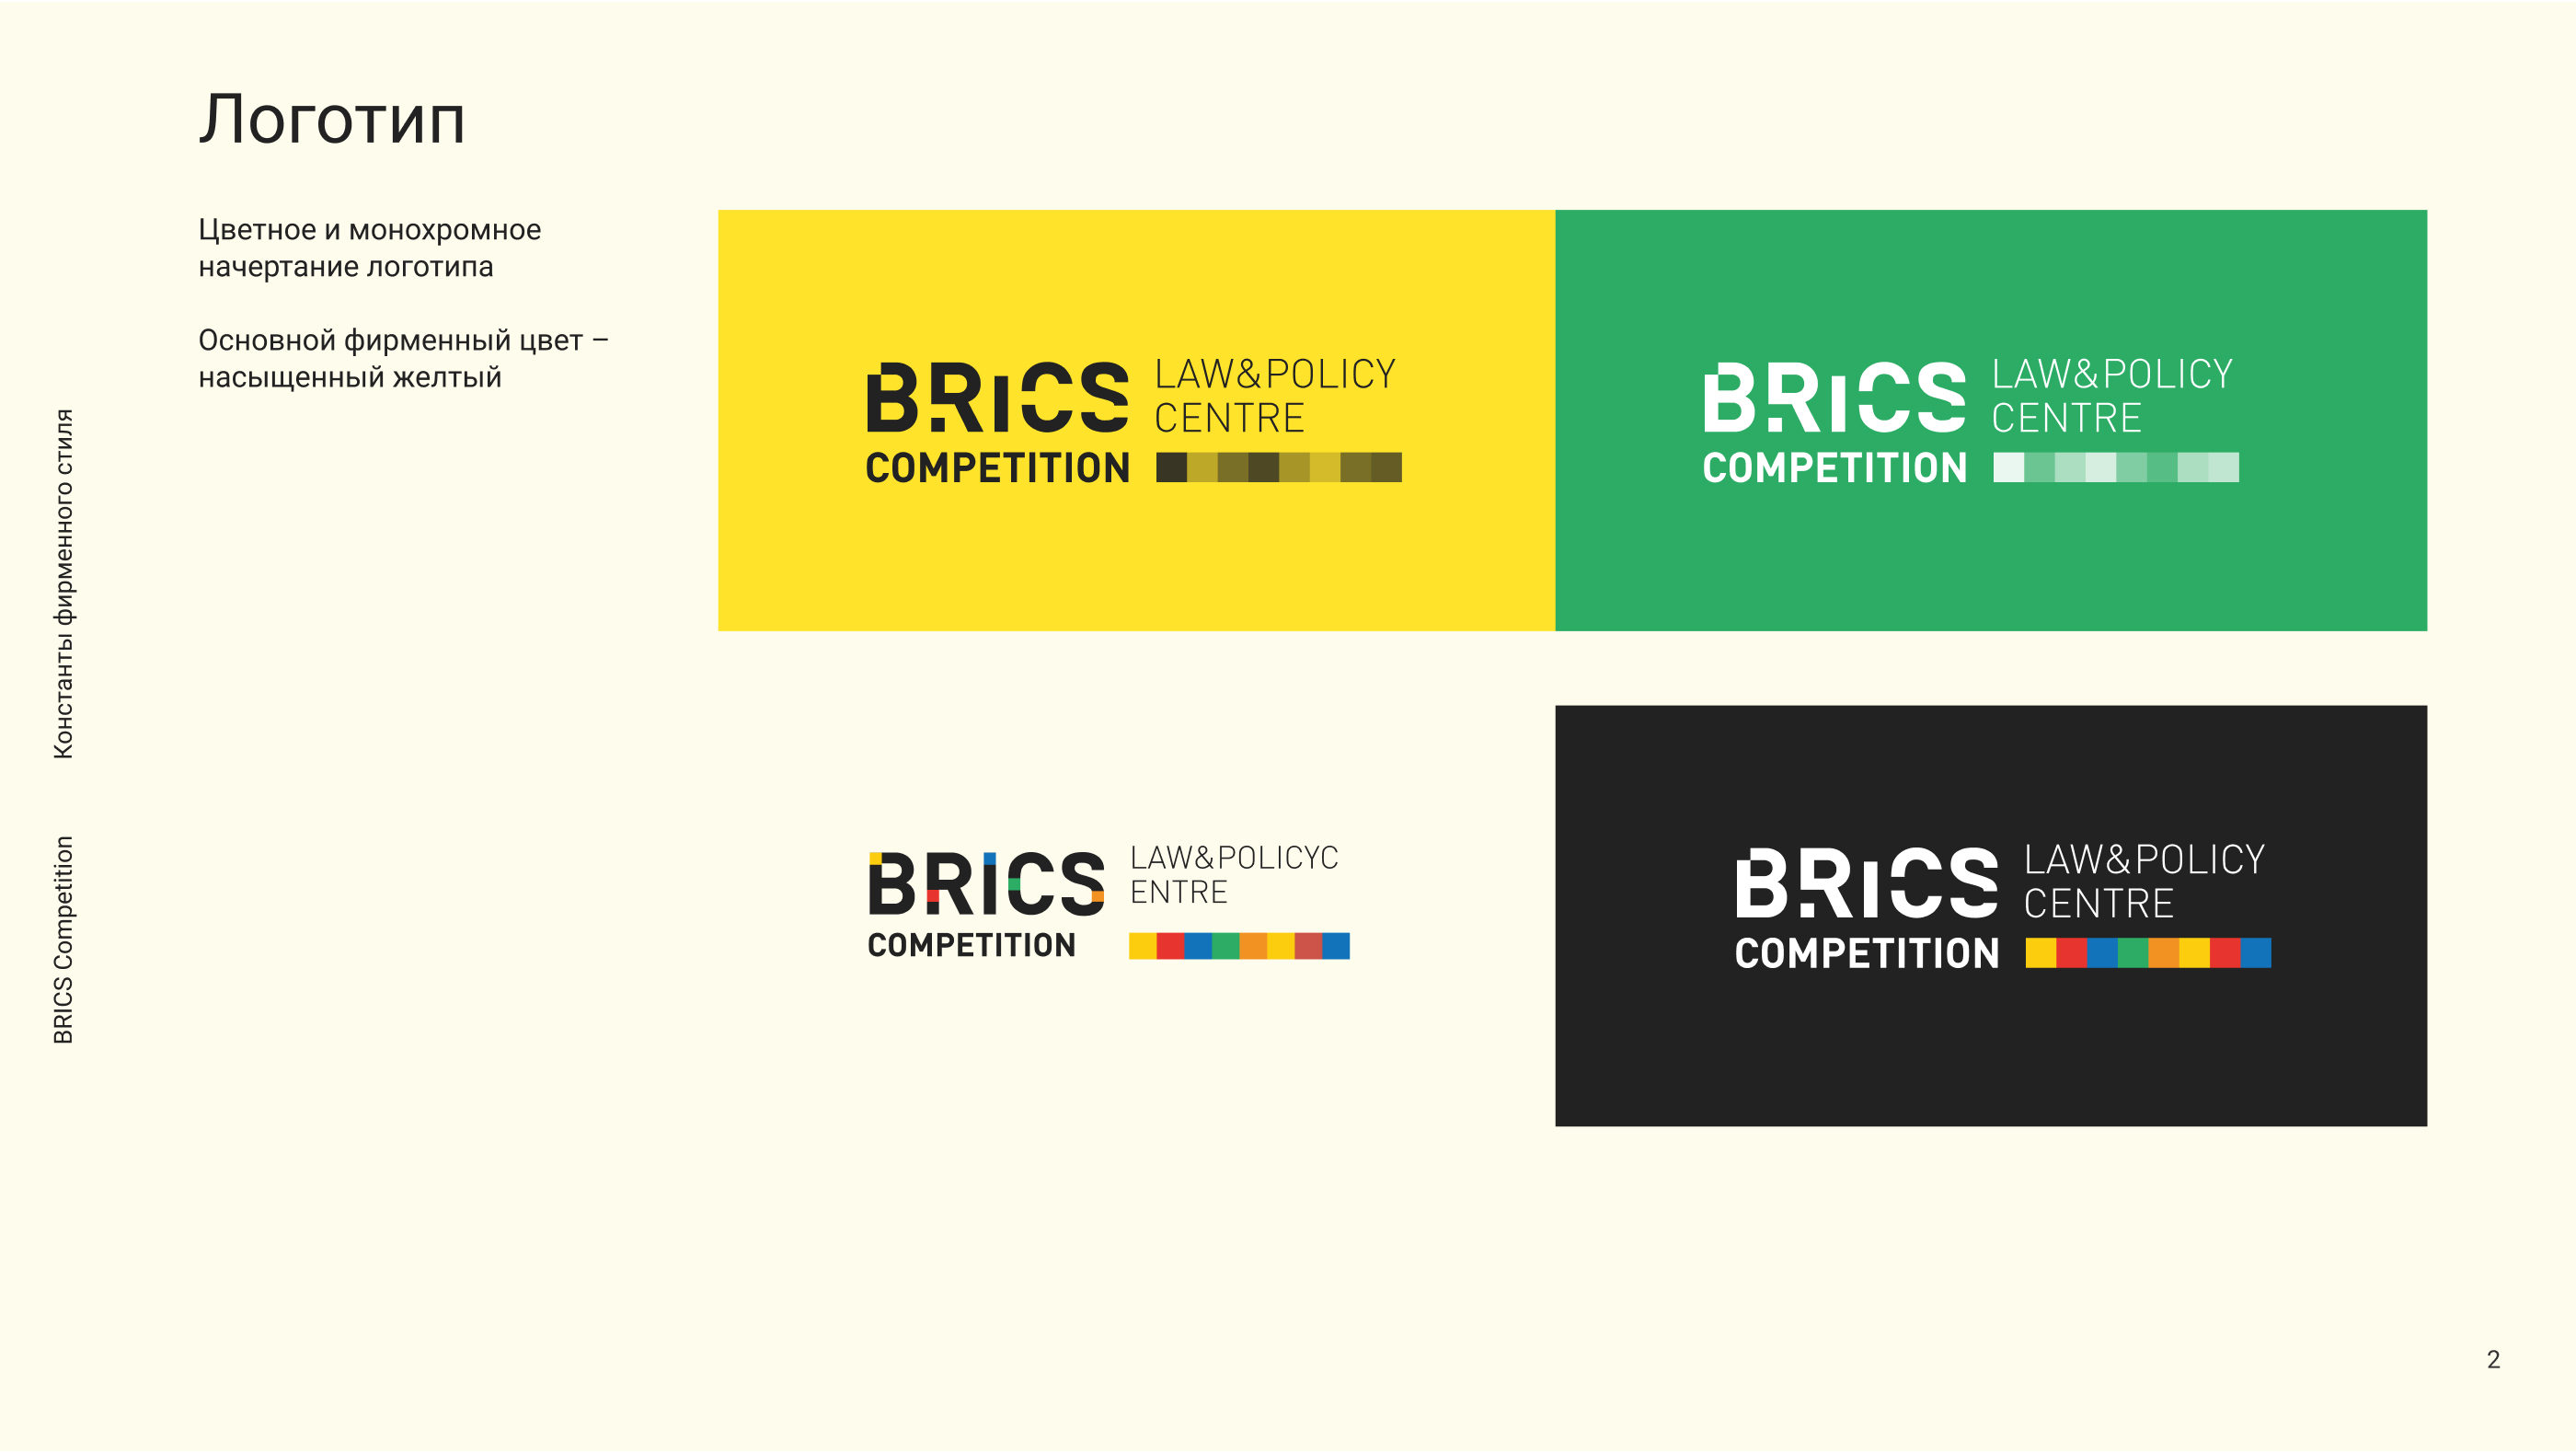 Логотип
Цветное и монохромное
начертание логотипа
Основной фирменный цвет –
насыщенный желтый
BRICS
LAW&POLICY
CENTRE
COMPETITION
BRICS
LAW&POLICY
CENTRE
COMPETITION
BRICS
LAW&POLICYC
ENTRE
COMPETITION
BRICS
LAW&POLICY
CENTRE
COMPETITION
BRICS Competition
Константы фирменного стиля
2